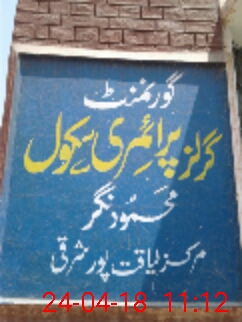 گورنمنٹ
گرلز پرائمری سکول
محمود نگر
مرکز لیاقت پور شرقی
24-04-18 11:12